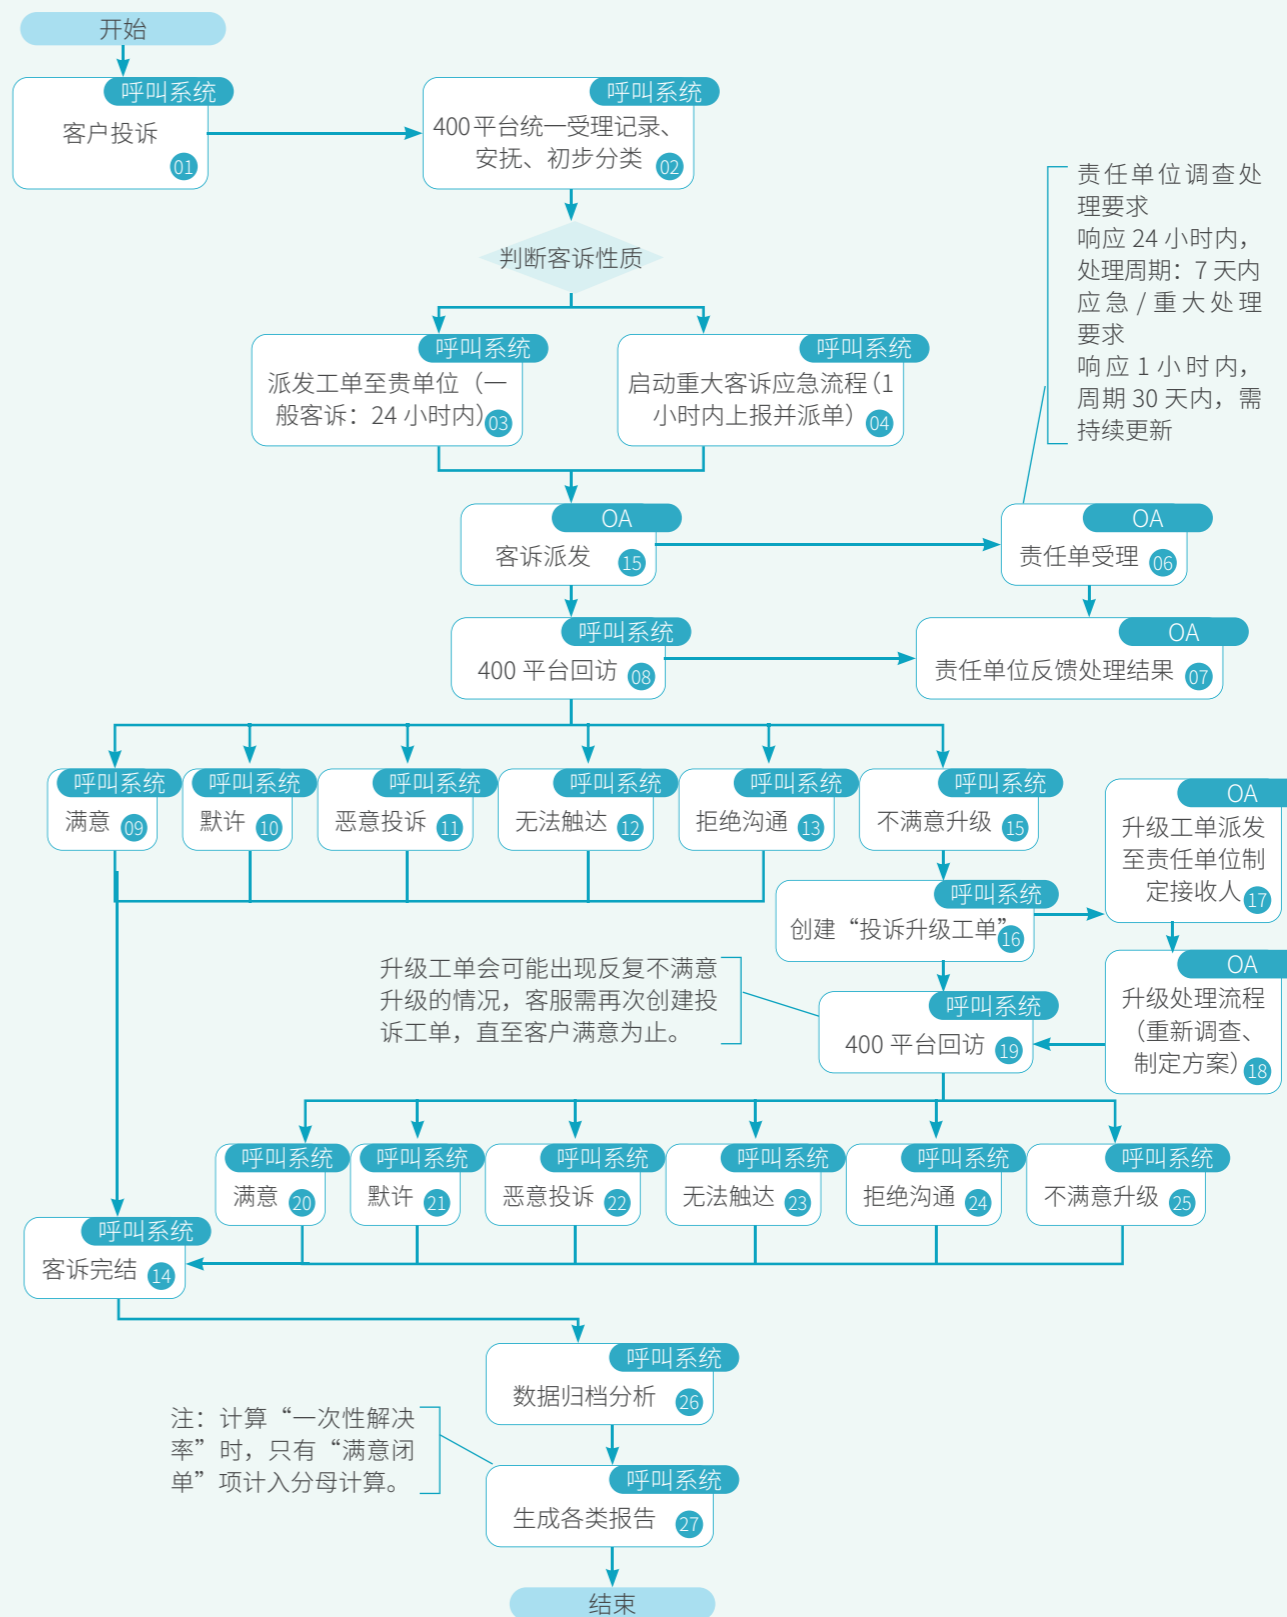 开始
呼叫系统
客户投诉
01
呼叫系统
400 平台统一受理记录、
安抚、初步分类
02
责任单位调查处
理要求
响应 24 小时内，
处理周期：7 天内
应急 / 重大处理
要求
响应 1 小时内，
周期 30 天内，需
持续更新
判断客诉性质
呼叫系统
派发工单至贵单位（一
般客诉：24 小时内）
03
呼叫系统
启动重大客诉应急流程（1
小时内上报并派单）
04
OA
客诉派发
15
OA
责任单受理
06
呼叫系统
400 平台回访
08
OA
责任单位反馈处理结果
07
呼叫系统
满意
09
呼叫系统
默许
10
呼叫系统
恶意投诉
11
呼叫系统
无法触达
12
呼叫系统
拒绝沟通
13
呼叫系统
不满意升级
15
OA
升级工单派发
至责任单位制
定接收人
17
呼叫系统
创建“投诉升级工单”
16
升级工单会可能出现反复不满意
升级的情况，客服需再次创建投
诉工单，直至客户满意为止。
OA
升级处理流程
（重新调查、
制定方案）
18
呼叫系统
400 平台回访
19
呼叫系统
满意
20
呼叫系统
默许
21
呼叫系统
恶意投诉
22
呼叫系统
无法触达
23
呼叫系统
拒绝沟通
24
呼叫系统
不满意升级
25
呼叫系统
客诉完结
14
呼叫系统
数据归档分析
26
注：计算“一次性解决
率”时，只有“满意闭
单”项计入分母计算。
呼叫系统
生成各类报告
27
结束